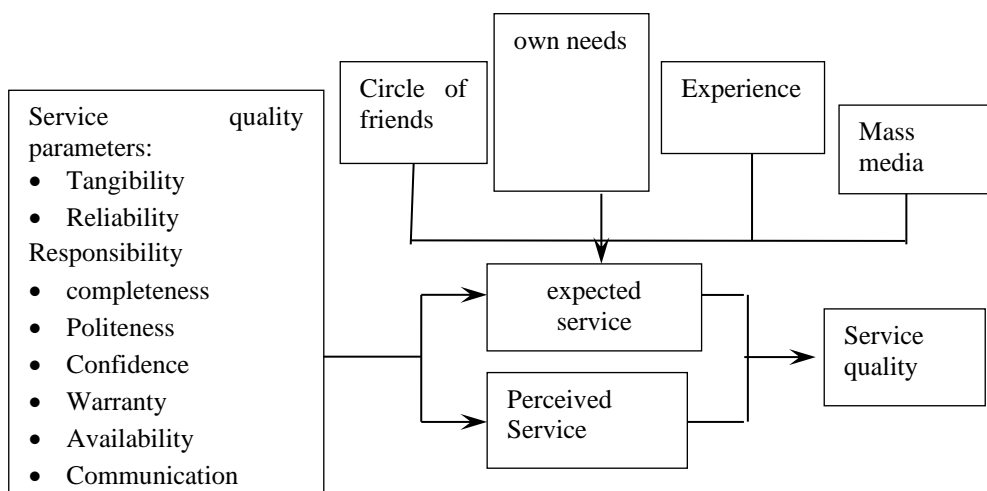 Service quality
parameters:
• Tangibility
• Reliability
Responsibility
• completeness
• Politeness
• Confidence
• Warranty
• Availability
• Communication
Circle of
friends
own needs
Experience
Mass
media
expected
service
Perceived
Service
Service
quality